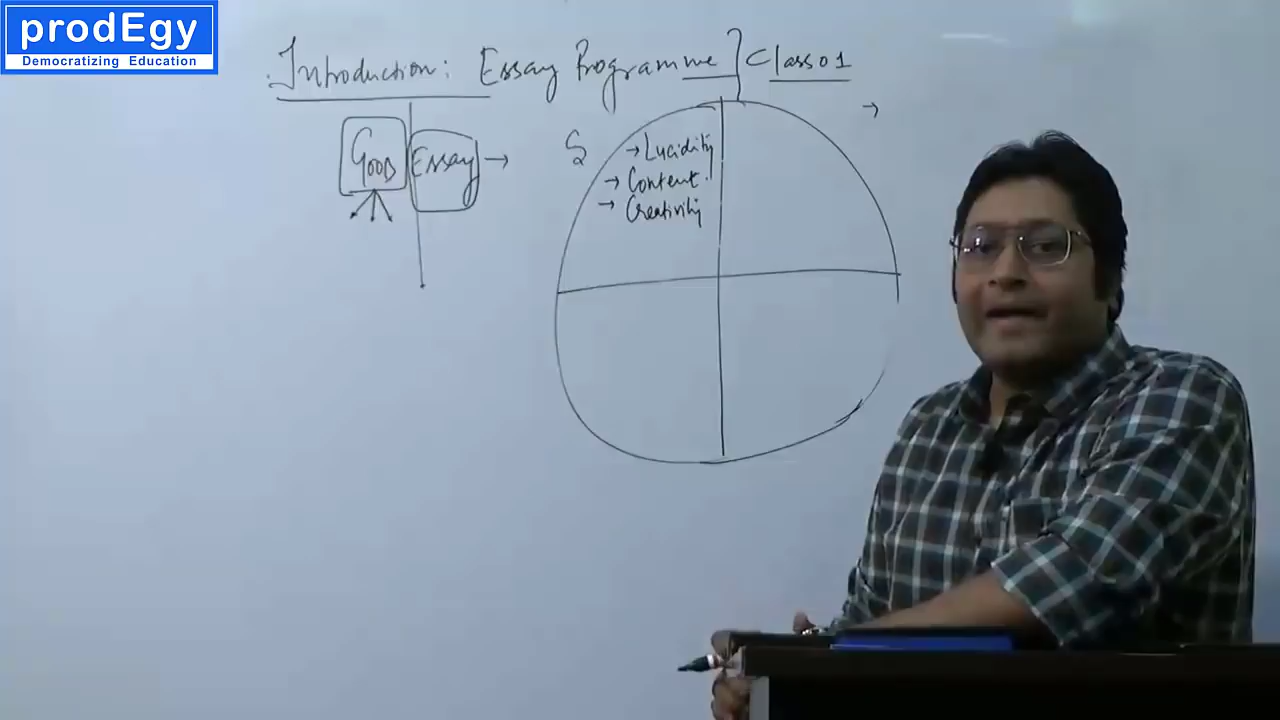 prodEgy
Democratizing Education
Introduction: Essay Programme Class 01
GOOD Essay →
S
→ Lucidity
→ Content
→ Creativity
→